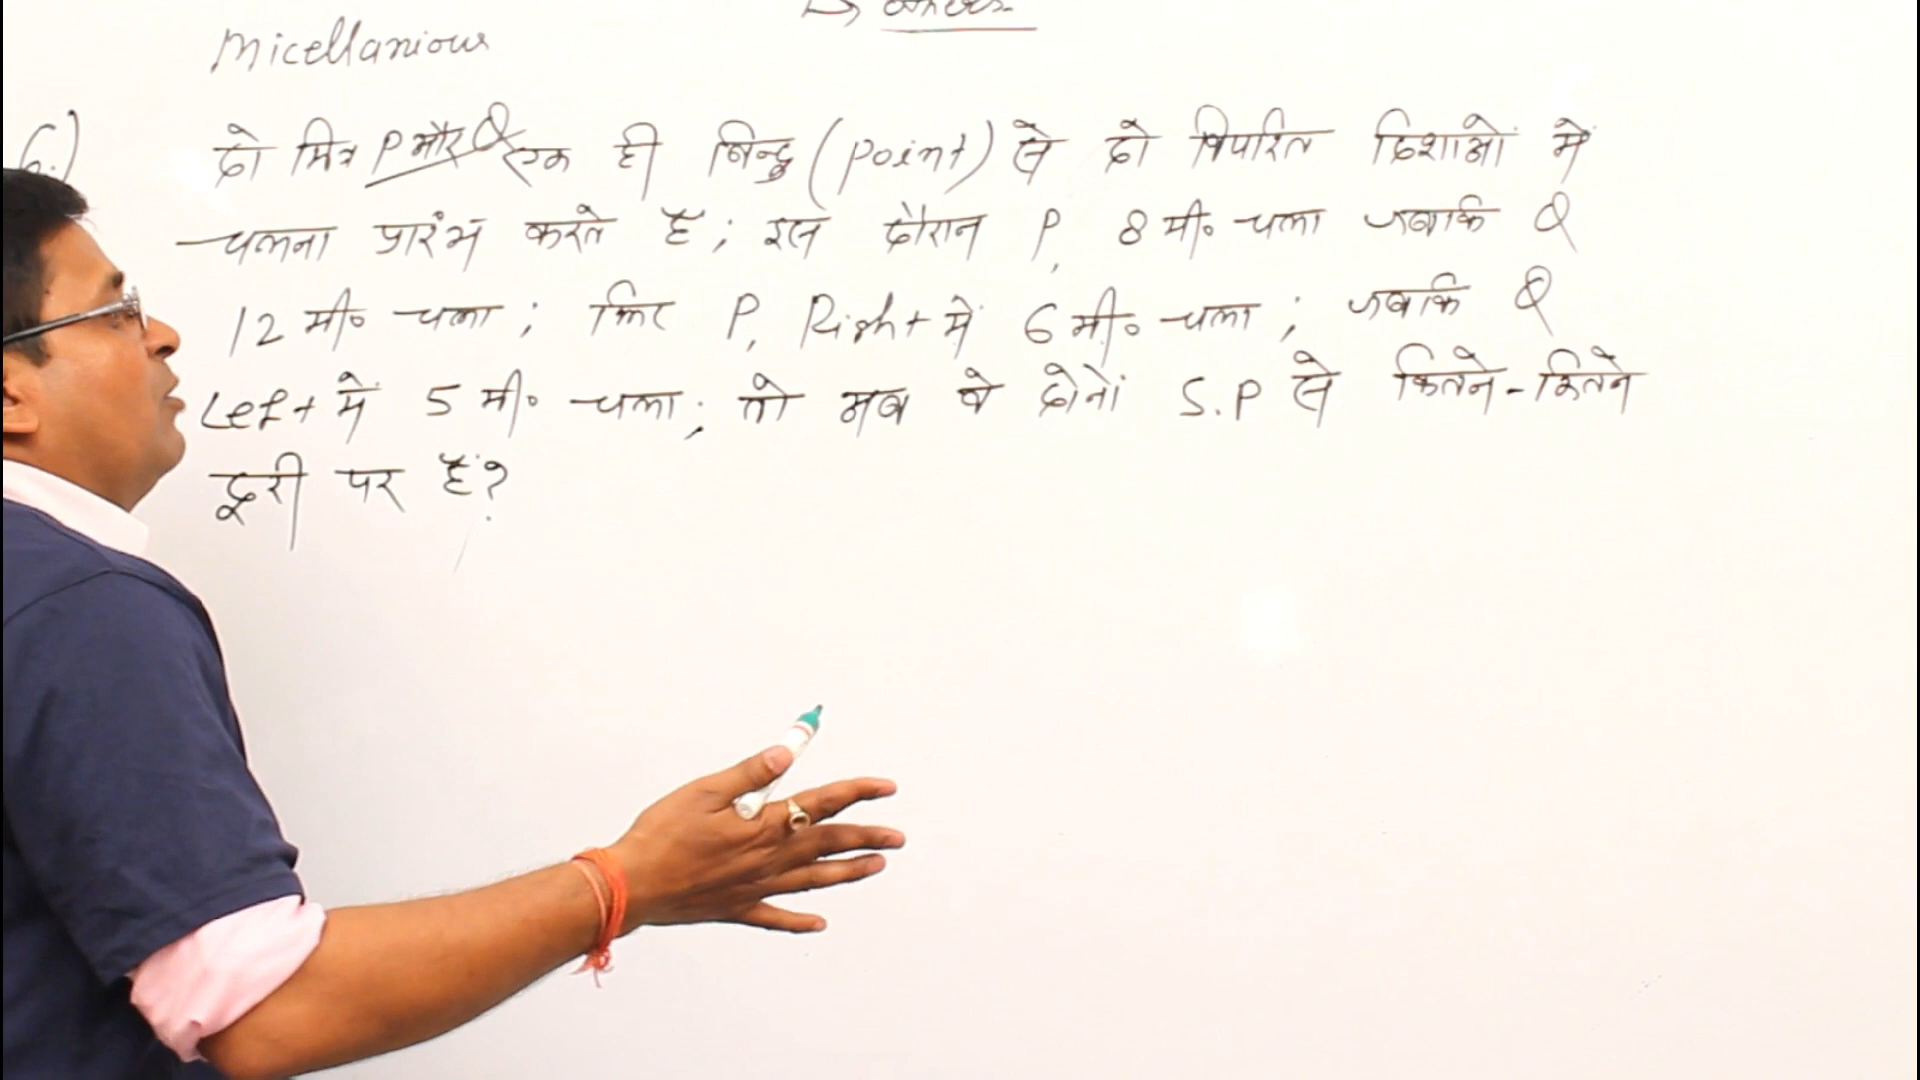 Micellanious
6.) दो मित्र P और Q एक ही बिन्दु (point) से दो विपरित दिशाओं में
चलना प्रारंभ करते हैं ; इस दौरान P, 8 मी० चला जबकि Q
12 मी० चला ; फिर P, Right में 6 मी० चला ; जबकि Q
Left में 5 मी० चला ; तो अब वे दोनों S.P से कितने-कितने
दूरी पर हैं?